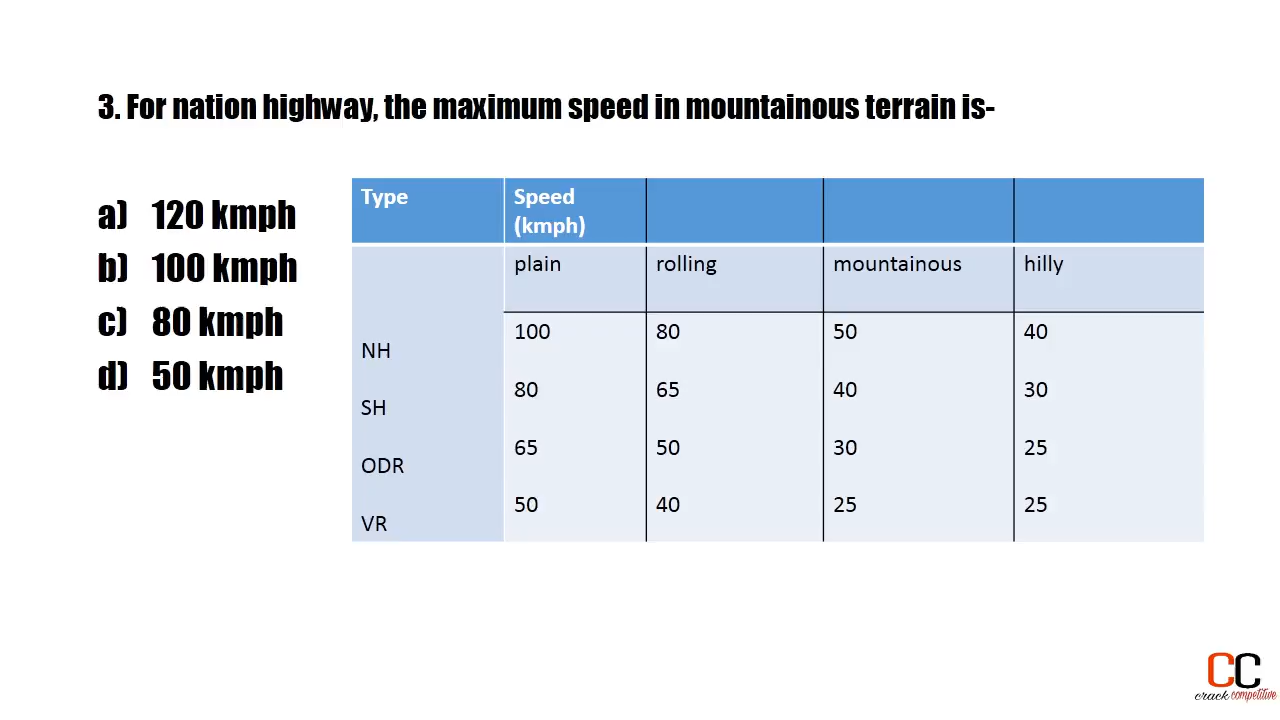 3. For nation highway, the maximum speed in mountainous terrain is-
a) 120 kmph
b) 100 kmph
c) 80 kmph
d) 50 kmph
Type Speed (kmph)
plain rolling mountainous hilly
NH 100 80 50 40
SH 80 65 40 30
ODR 65 50 30 25
VR 50 40 25 25
CC
crack competitive